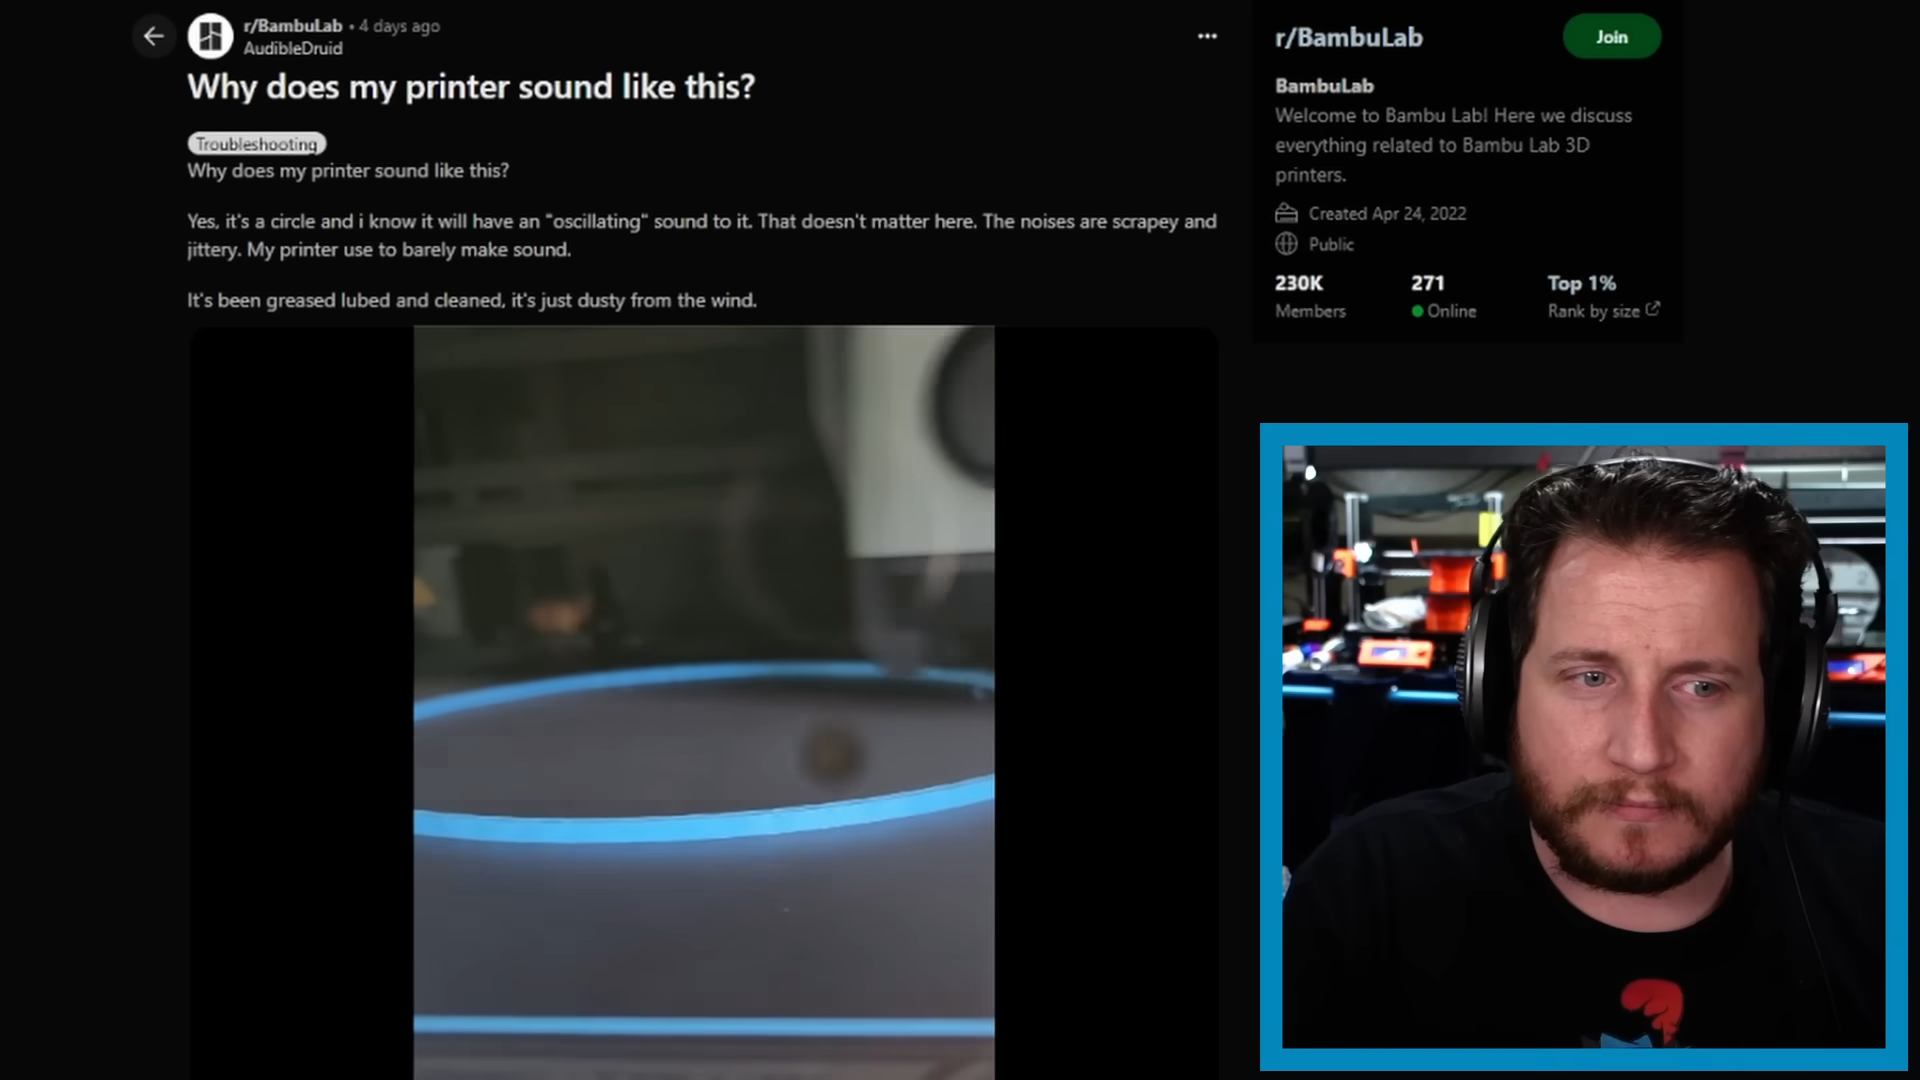 r/BambuLab • 4 days ago
AudibleDruid
Why does my printer sound like this?
Troubleshooting
Why does my printer sound like this?
Yes, it's a circle and i know it will have an "oscillating" sound to it. That doesn't matter here. The noises are scrapey and
jittery. My printer use to barely make sound.
It's been greased lubed and cleaned, it's just dusty from the wind.
r/BambuLab
Join
BambuLab
Welcome to Bambu Lab! Here we discuss
everything related to Bambu Lab 3D
printers.
Created Apr 24, 2022
Public
230K 271 Top 1%
Members Online Rank by size